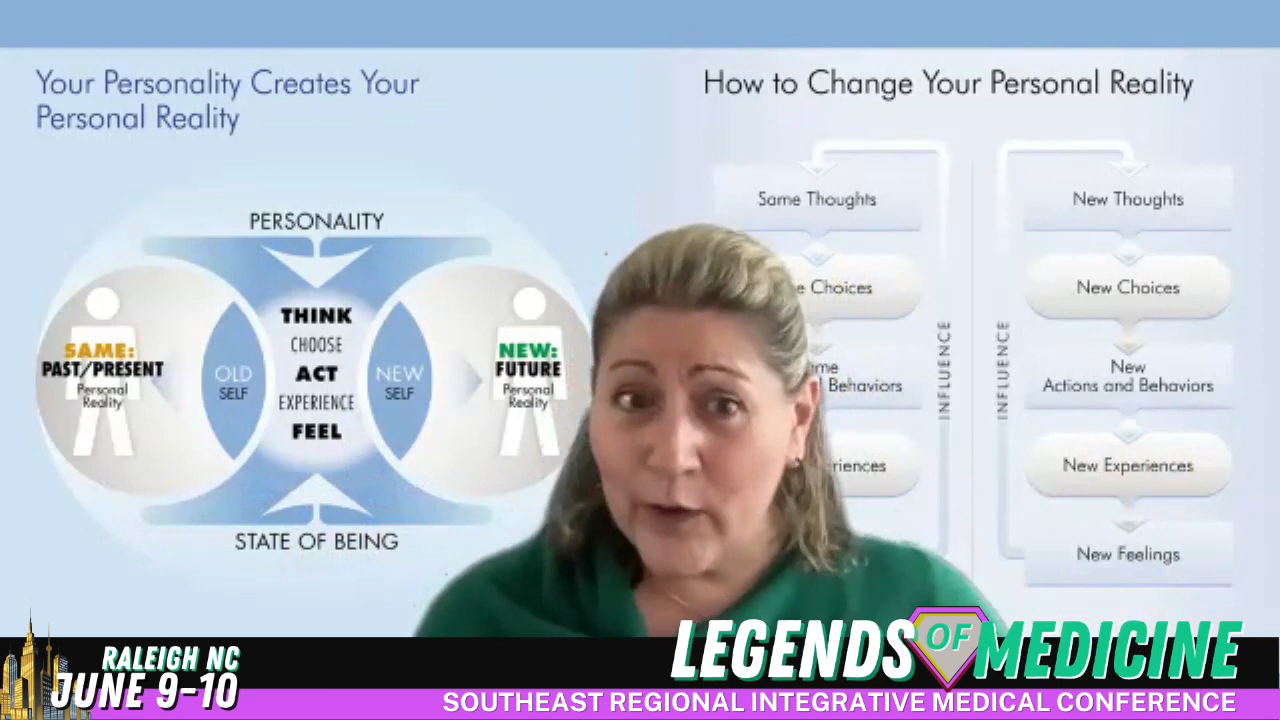 Your Personality Creates Your
Personal Reality
PERSONALITY
SAME:
PAST/PRESENT
Personal
Reality
OLD
SELF
THINK
CHOOSE
ACT
EXPERIENCE
FEEL
NEW
SELF
NEW:
FUTURE
Personal
Reality
STATE OF BEING
How to Change Your Personal Reality
Same Thoughts
Choices
Behaviors
INFLUENCE
INFLUENCE
New Thoughts
New Choices
New
Actions and Behaviors
New Experiences
New Feelings
RALEIGH NC
JUNE 9-10
LEGENDS OF MEDICINE
SOUTHEAST REGIONAL INTEGRATIVE MEDICAL CONFERENCE